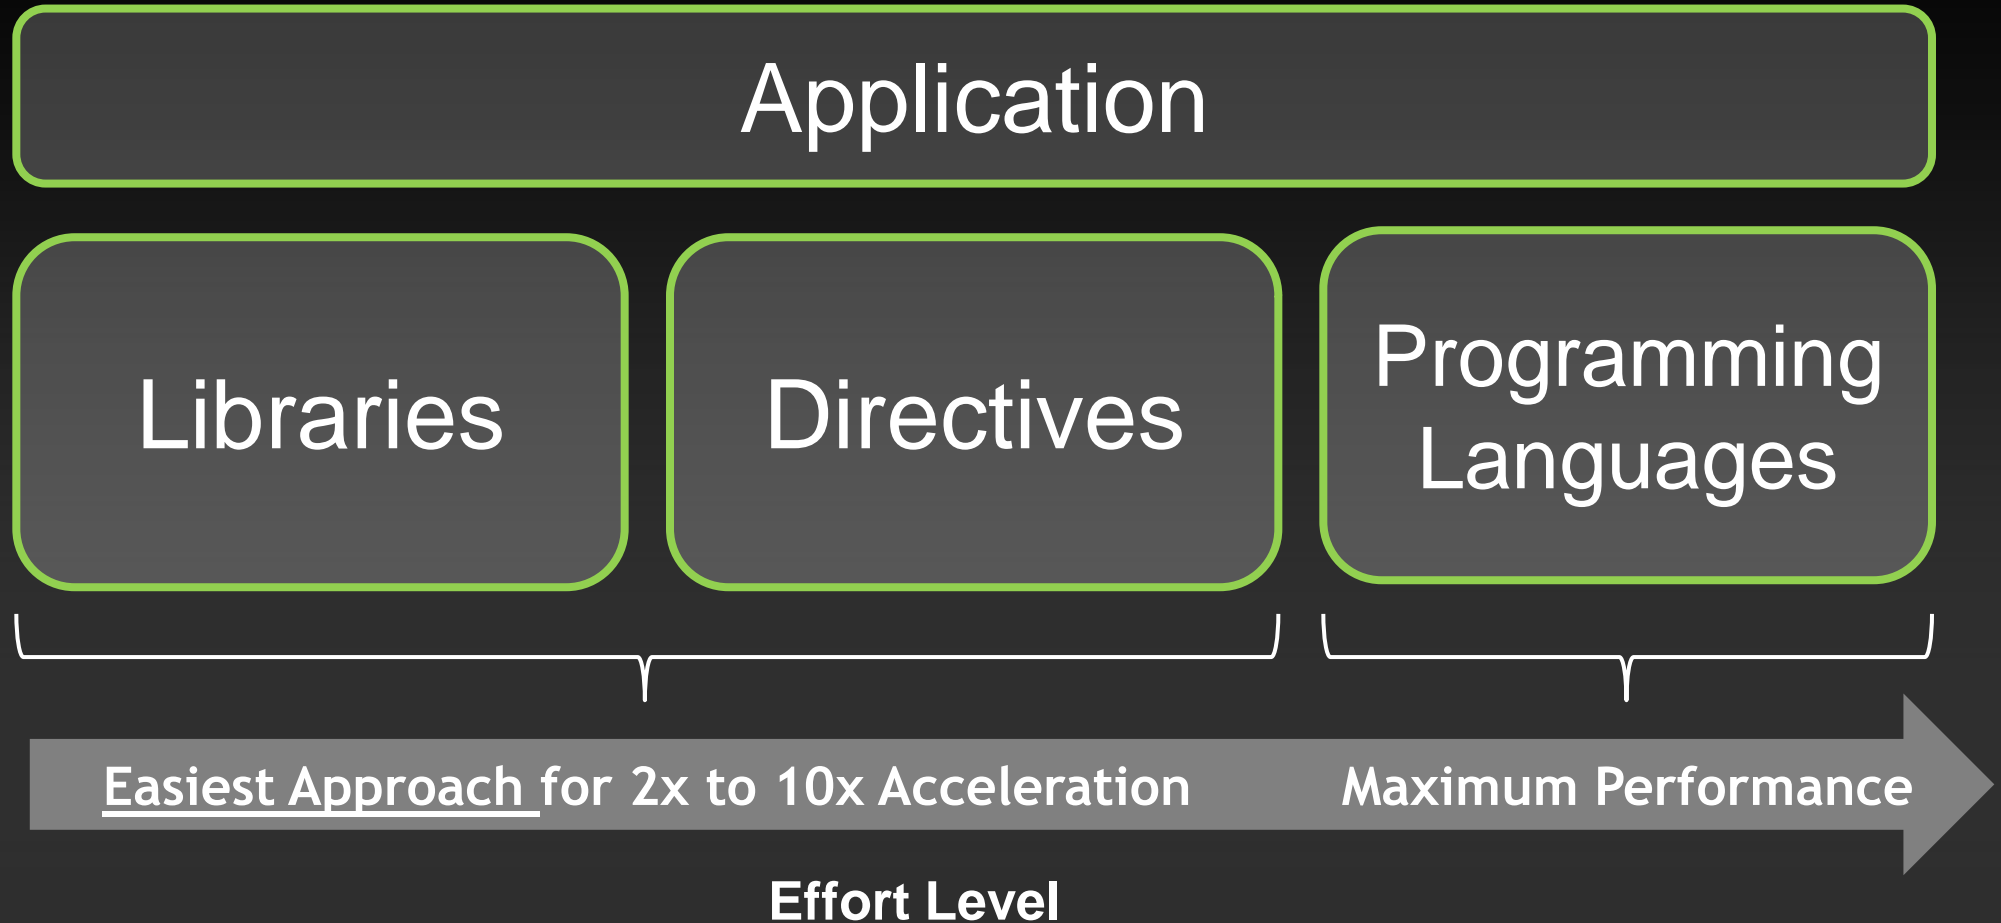 Application
Libraries
Directives
Programming
Languages
Easiest Approach for 2x to 10x Acceleration
Maximum Performance
Effort Level